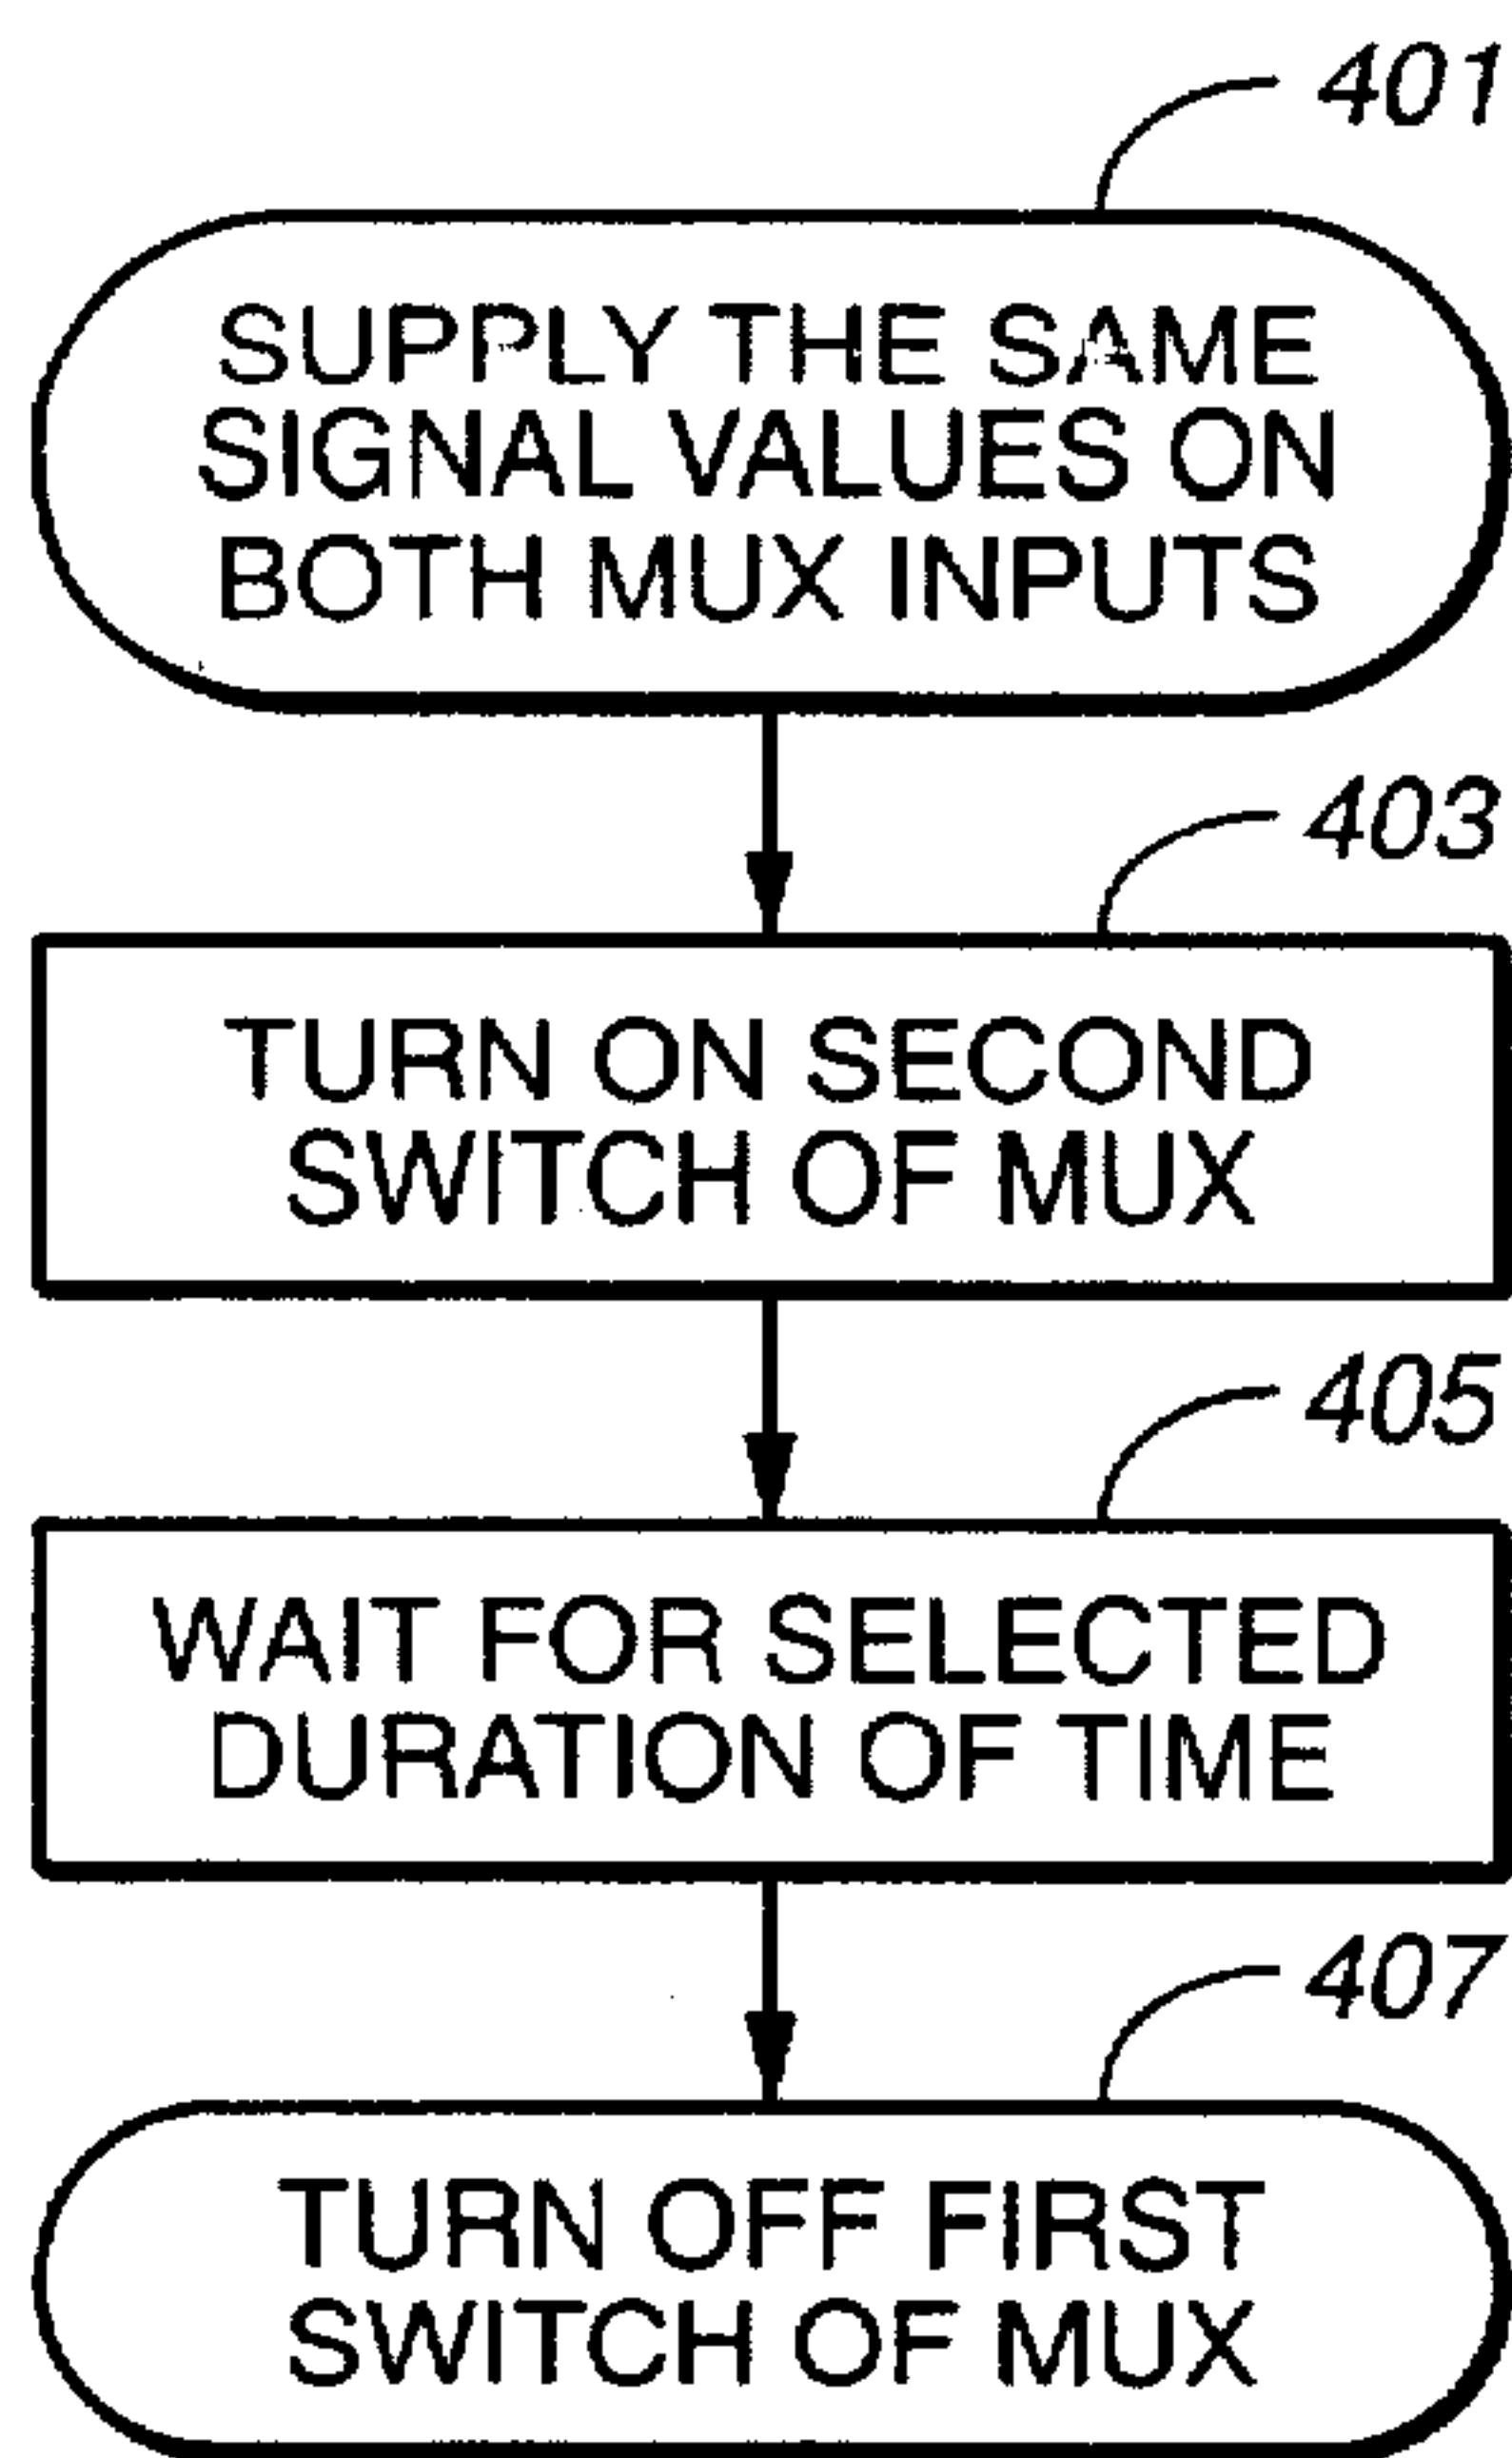 401
SUPPLY THE SAME
SIGNAL VALUES ON
BOTH MUX INPUTS
403
TURN ON SECOND
SWITCH OF MUX
405
WAIT FOR SELECTED
DURATION OF TIME
407
TURN OFF FIRST
SWITCH OF MUX